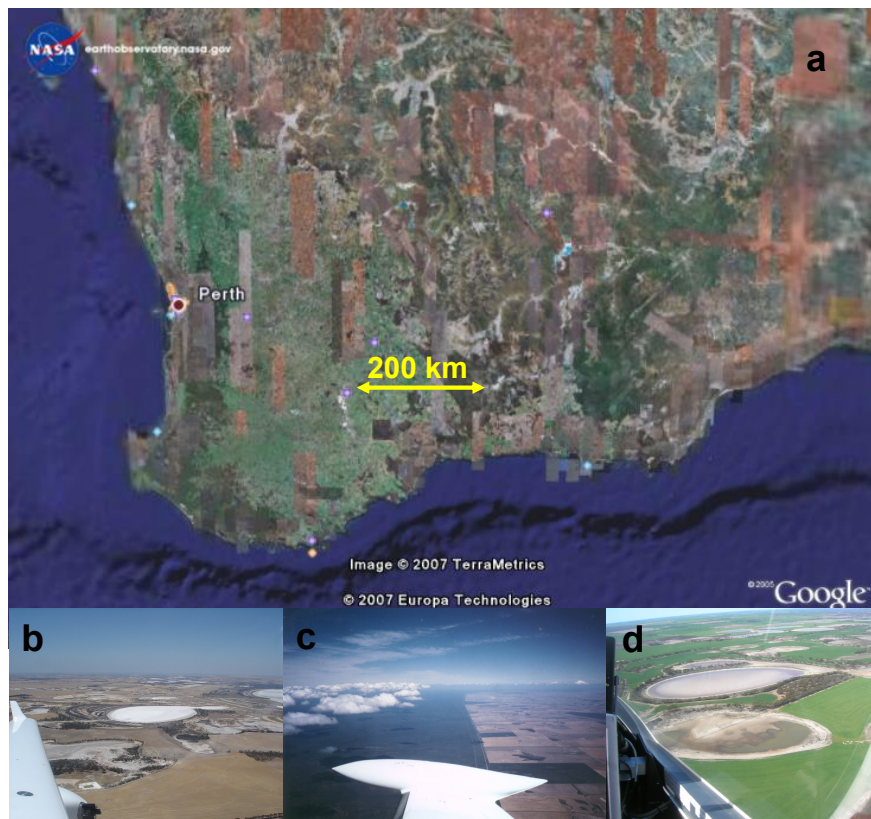 NASA earthobservatory.nasa.gov
a
Perth
200 km
Image © 2007 TerraMetrics
© 2007 Europa Technologies
© 2005 Google
b
c
d